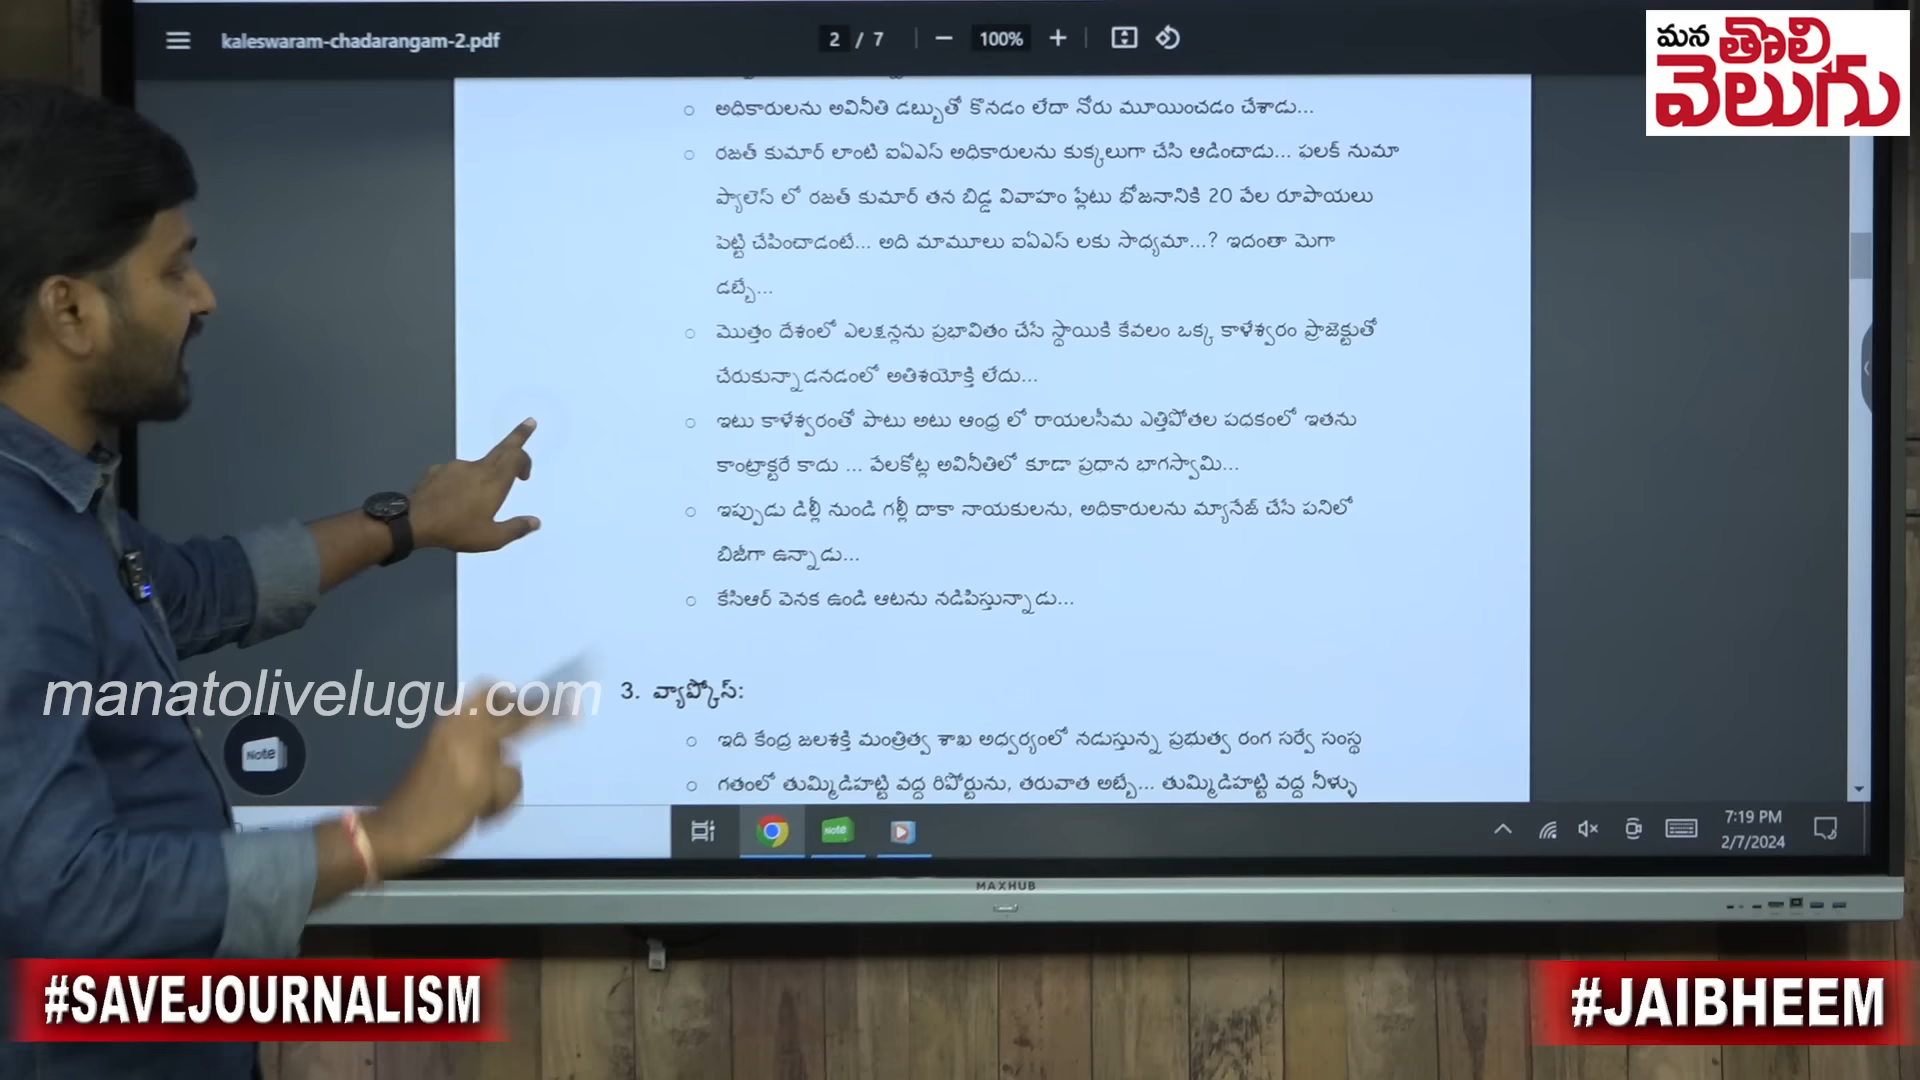 kaleswaram-chadarangam-2.pdf
2 / 7
100%
మన
తొలి
వెలుగు
అధికారులను అవినీతి డబ్బుతో కొనడం లేదా నోరు మూయించడం చేశాడు...
రజత్ కుమార్ లాంటి ఐఏఎస్ అధికారులను కుక్కలుగా చేసి ఆడించాడు... ఫలక్ నుమా
ప్యాలెస్ లో రజత్ కుమార్ తన బిడ్డ వివాహం ప్లేటు భోజనానికి 20 వేల రూపాయలు
పెట్టి చేపించాడంటే... అది మామూలు ఐఏఎస్ లకు సాధ్యమా...? ఇదంతా మెగా
డబ్బే...
మొత్తం దేశంలో ఎలక్షన్లను ప్రభావితం చేసే స్థాయికి కేవలం ఒక్క కాళేశ్వరం ప్రాజెక్టుతో
చేరుకున్నాడనడంలో అతిశయోక్తి లేదు...
ఇటు కాళేశ్వరంతో పాటు అటు ఆంధ్ర లో రాయలసీమ ఎత్తిపోతల పధకంలో ఇతను
కాంట్రాక్టరే కాదు ... వేలకోట్ల అవినీతిలో కూడా ప్రదాన బాగస్వామి...
ఇప్పుడు డిల్లీ నుండి గల్లీ దాకా నాయకులను, అధికారులను మ్యానేజ్ చేసే పనిలో
బిజీగా ఉన్నాడు...
కేసిఆర్ వెనక ఉండి ఆటను నడిపిస్తున్నాడు...
manatolivelugu.com
3. వ్యాప్కోస్:
ఇది కేంద్ర జలశక్తి మంత్రిత్వ శాఖ అధ్వర్యంలో నడుస్తున్న ప్రభుత్వ రంగ సర్వే సంస్థ
గతంలో తుమ్మిడిహట్టి వద్ద రిపోర్టును, తరువాత అబ్బే... తుమ్మిడిహట్టి వద్ద నీళ్ళు
Note
Note
7:19 PM
2/7/2024
MAXHUB
#SAVEJOURNALISM
#JAIBHEEM